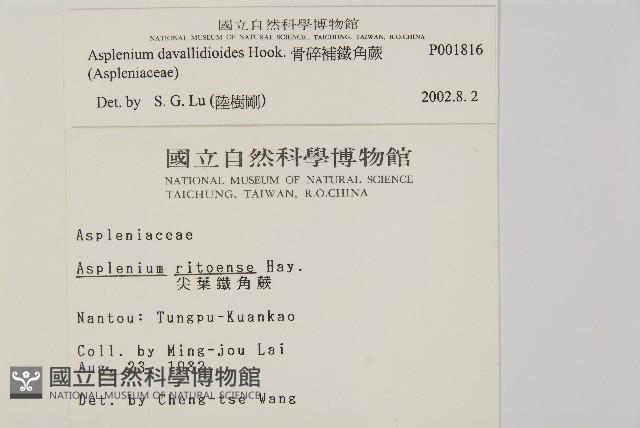 國立自然科學博物館
NATIONAL MUSEUM OF NATURAL SCIENCE, TAICHUNG, TAIWAN, R.O.CHINA
Asplenium davallidioides Hook. 骨碎補鐵角蕨 P001816
(Aspleniaceae)
Det. by S. G. Lu (陸樹剛) 2002.8. 2
國立自然科學博物館
NATIONAL MUSEUM OF NATURAL SCIENCE
TAICHUNG, TAIWAN, R.O.CHINA
Aspleniaceae
Asplenium ritoense Hay.
尖葉鐵角蕨
Nantou: Tungpu-Kuankao
Coll. by Ming-jou Lai
Aug. 23, 1982
國立自然科學博物館
NATIONAL MUSEUM OF NATURAL SCIENCE
Det. by Cheng-tse Wang